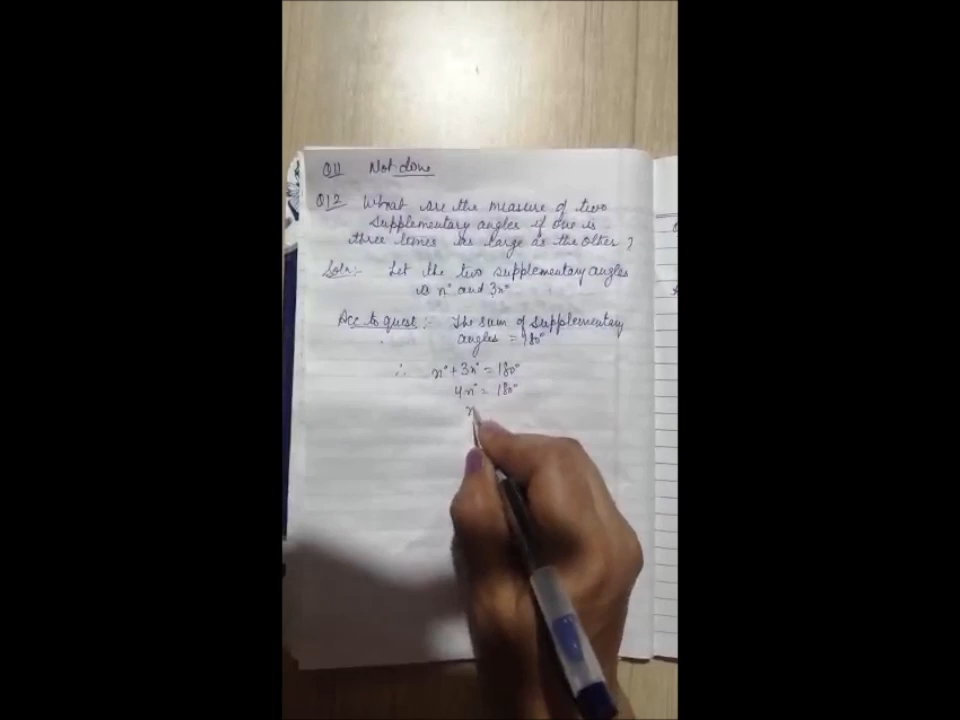 Q11 Not done
Q12 What are the measure of two
supplementary angles if one is
three times as large as the other ?
Soln:- Let the two supplementary angles
is x° and 3x°
Acc to quest:- The sum of supplementary
angles = 180°
∴ x° + 3x° = 180°
4x° = 180°
x